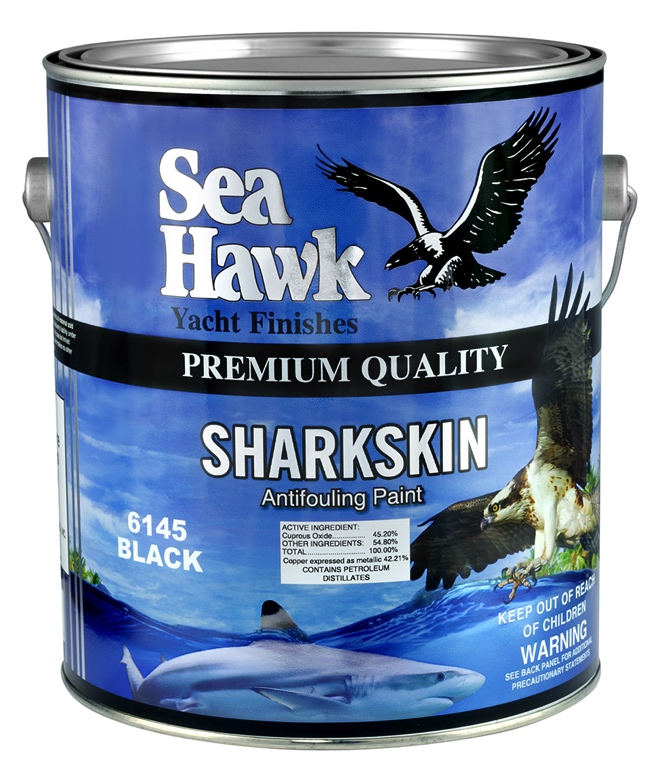 Sea
Hawk
Yacht Finishes
PREMIUM QUALITY
SHARKSKIN
Antifouling Paint
6145
BLACK
ACTIVE INGREDIENT:
Cuprous Oxide............... 45.20%
OTHER INGREDIENTS: 54.80%
TOTAL.......................... 100.00%
Copper expressed as metallic 42.21%
CONTAINS PETROLEUM
DISTILLATES
KEEP OUT OF REACH
OF CHILDREN
WARNING
SEE BACK PANEL FOR ADDITIONAL
PRECAUTIONARY STATEMENTS